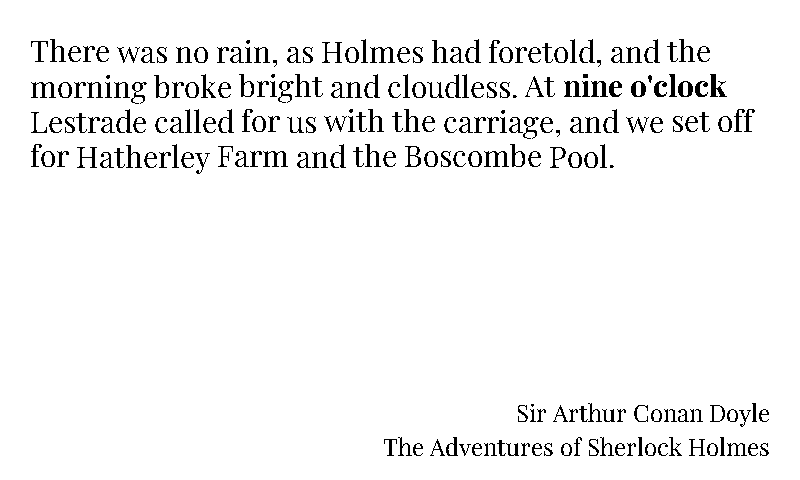 There was no rain, as Holmes had foretold, and the
morning broke bright and cloudless. At nine o'clock
Lestrade called for us with the carriage, and we set off
for Hatherley Farm and the Boscombe Pool.
Sir Arthur Conan Doyle
The Adventures of Sherlock Holmes